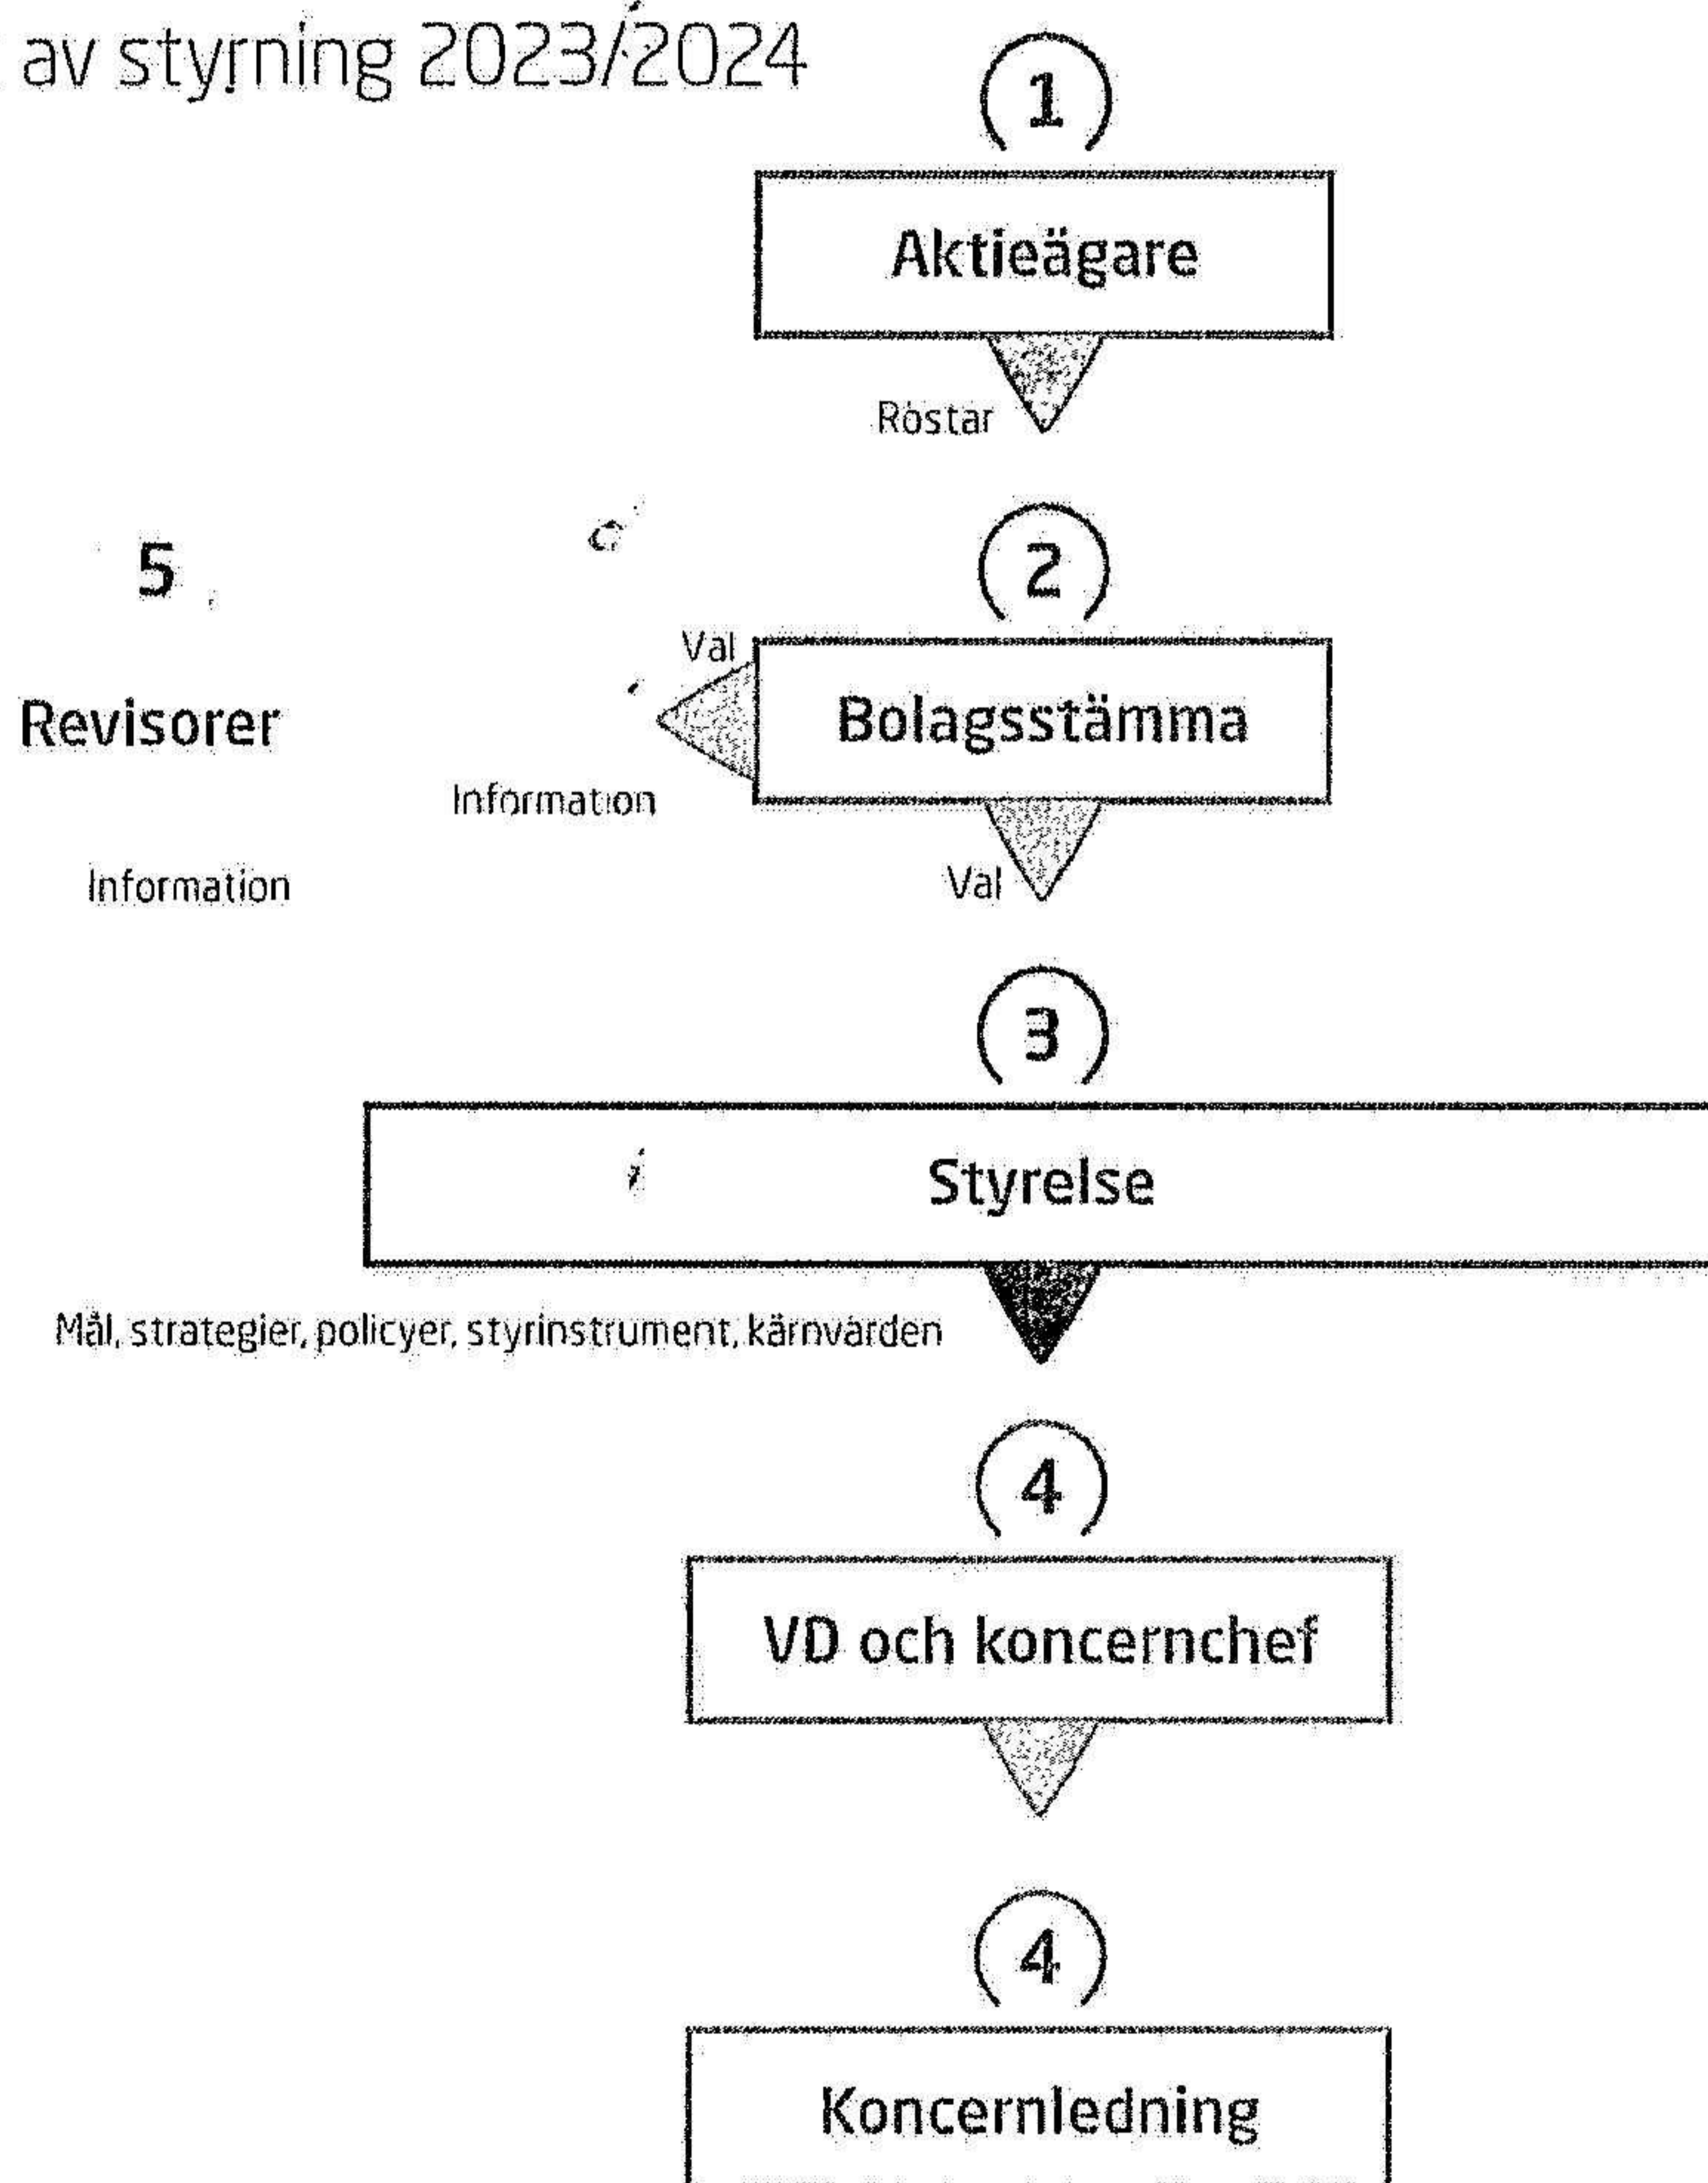 av styrning 2023/2024
1
Aktieägare
Röstar
5
2
Val
Revisorer
Bolagsstämma
Information
Information
Val
3
Styrelse
Mål, strategier, policyer, styrinstrument, kärnvärden
4
VD och koncernchef
4
Koncernledning